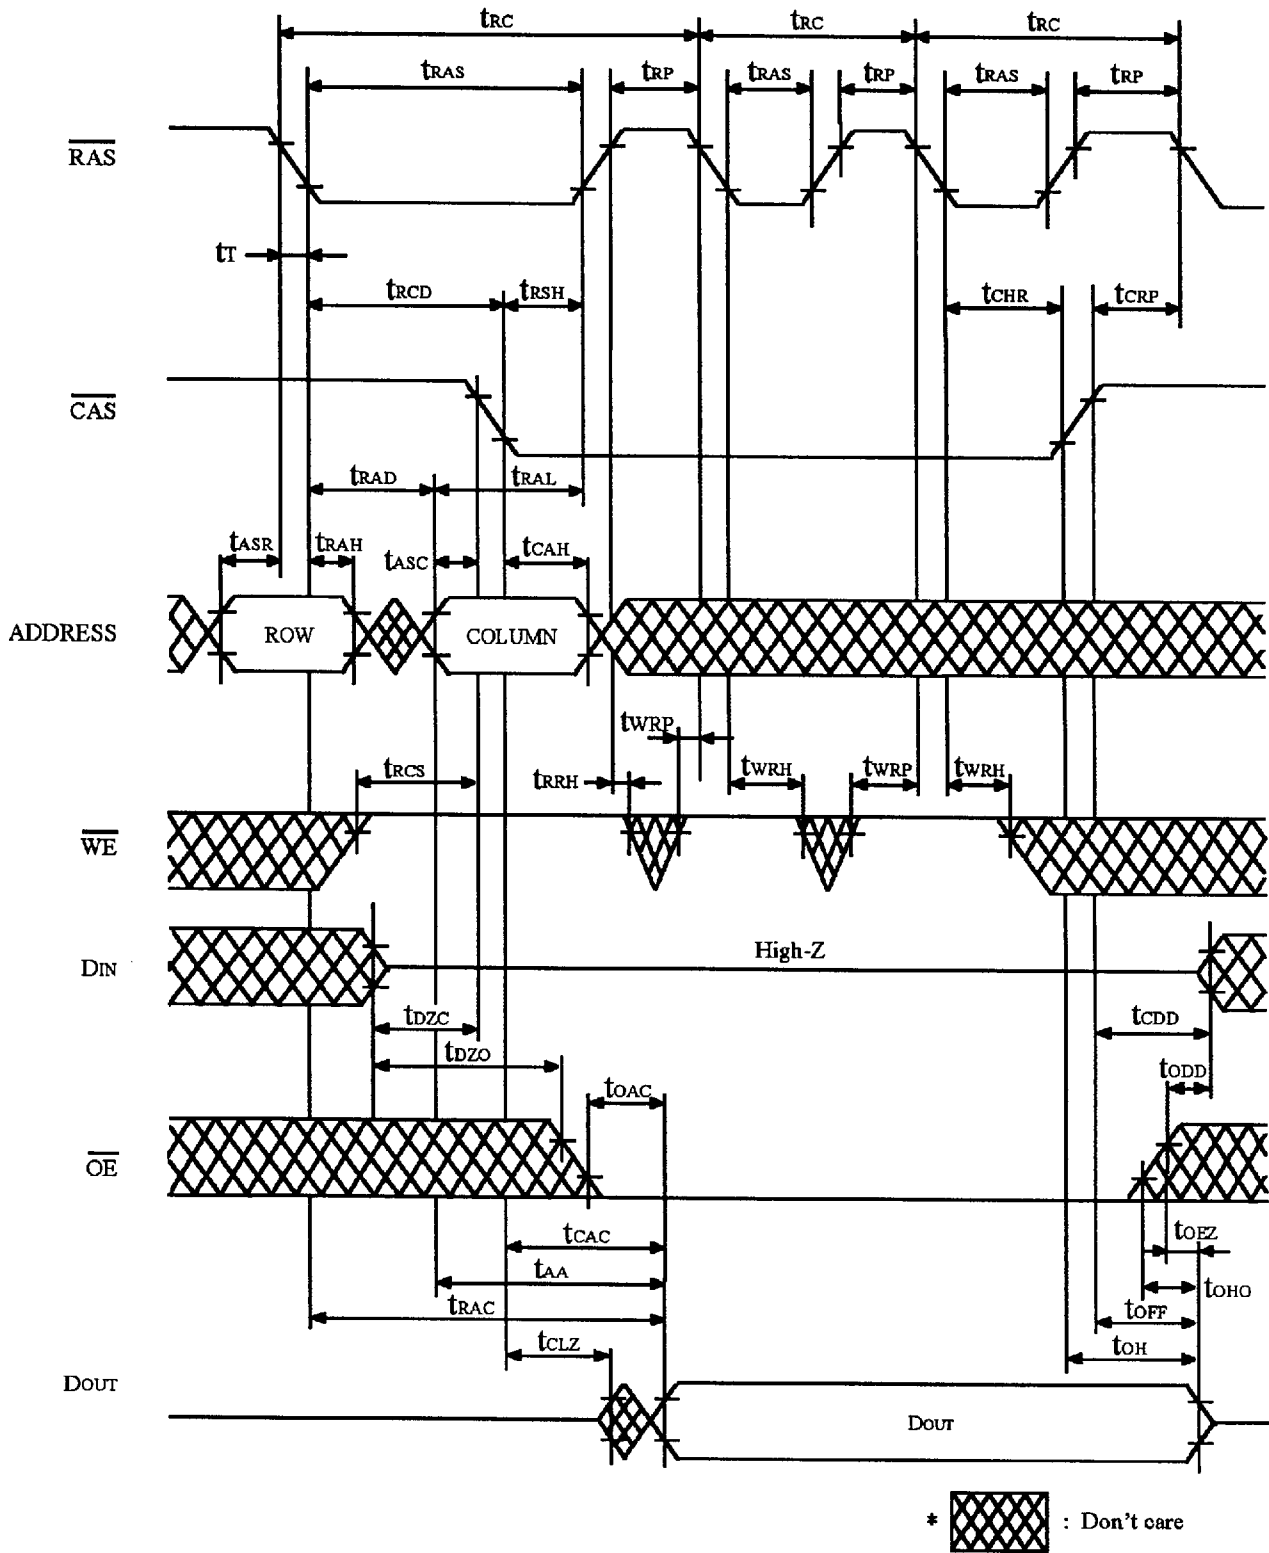 tRC tRC tRC
tRAS tRP tRAS tRP tRAS tRP
RAS
tT
tRCD tRSH tCHR tCRP
CAS
tRAD tRAL
tASR tRAH tASC tCAH
ADDRESS ROW COLUMN
tWRP
tRCS tRRH tWRH tWRP tWRH
WE
High-Z
DIN
tDZC tCDD
tDZO
tODD
tOAC
OE
tCAC tOEZ
tAA
tOHO
tRAC tOFF
tCLZ tOH
DOUT
DOUT
* : Don't care